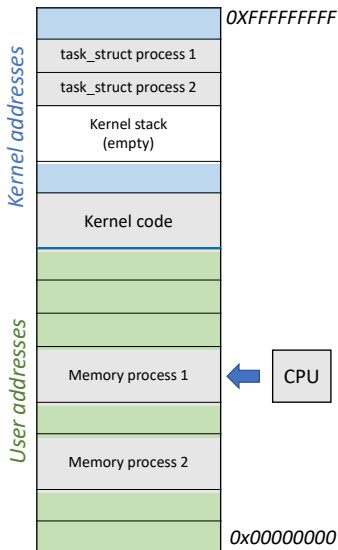 0XFFFFFFFFF
task_struct process 1
task_struct process 2
Kernel stack
(empty)
Kernel addresses
Kernel code
Memory process 1
CPU
User addresses
Memory process 2
0x00000000